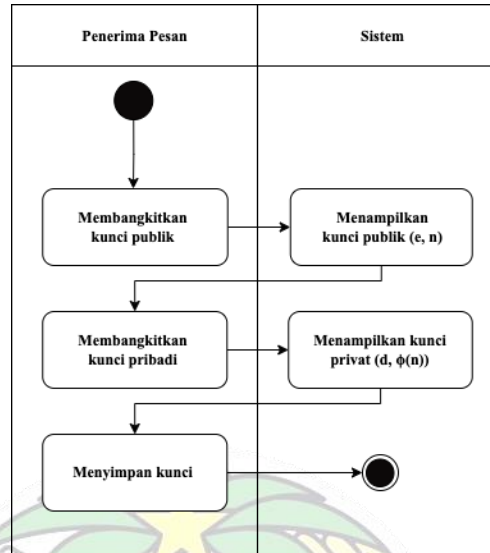 Penerima Pesan
Sistem
Membangkitkan
kunci publik
Menampilkan
kunci publik (e, n)
Membangkitkan
kunci pribadi
Menampilkan kunci
privat (d, ϕ(n))
Menyimpan kunci